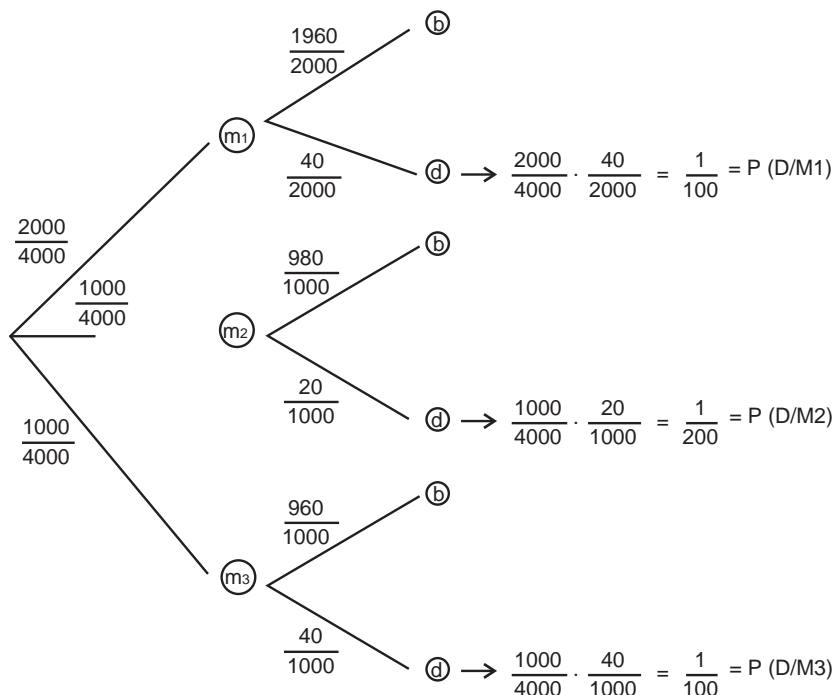 1960/2000 b
m1
40/2000 d → 2000/4000 · 40/2000 = 1/100 = P (D/M1)
2000/4000
980/1000 b
1000/4000
m2
20/1000 d → 1000/4000 · 20/1000 = 1/200 = P (D/M2)
1000/4000
960/1000 b
m3
40/1000 d → 1000/4000 · 40/1000 = 1/100 = P (D/M3)